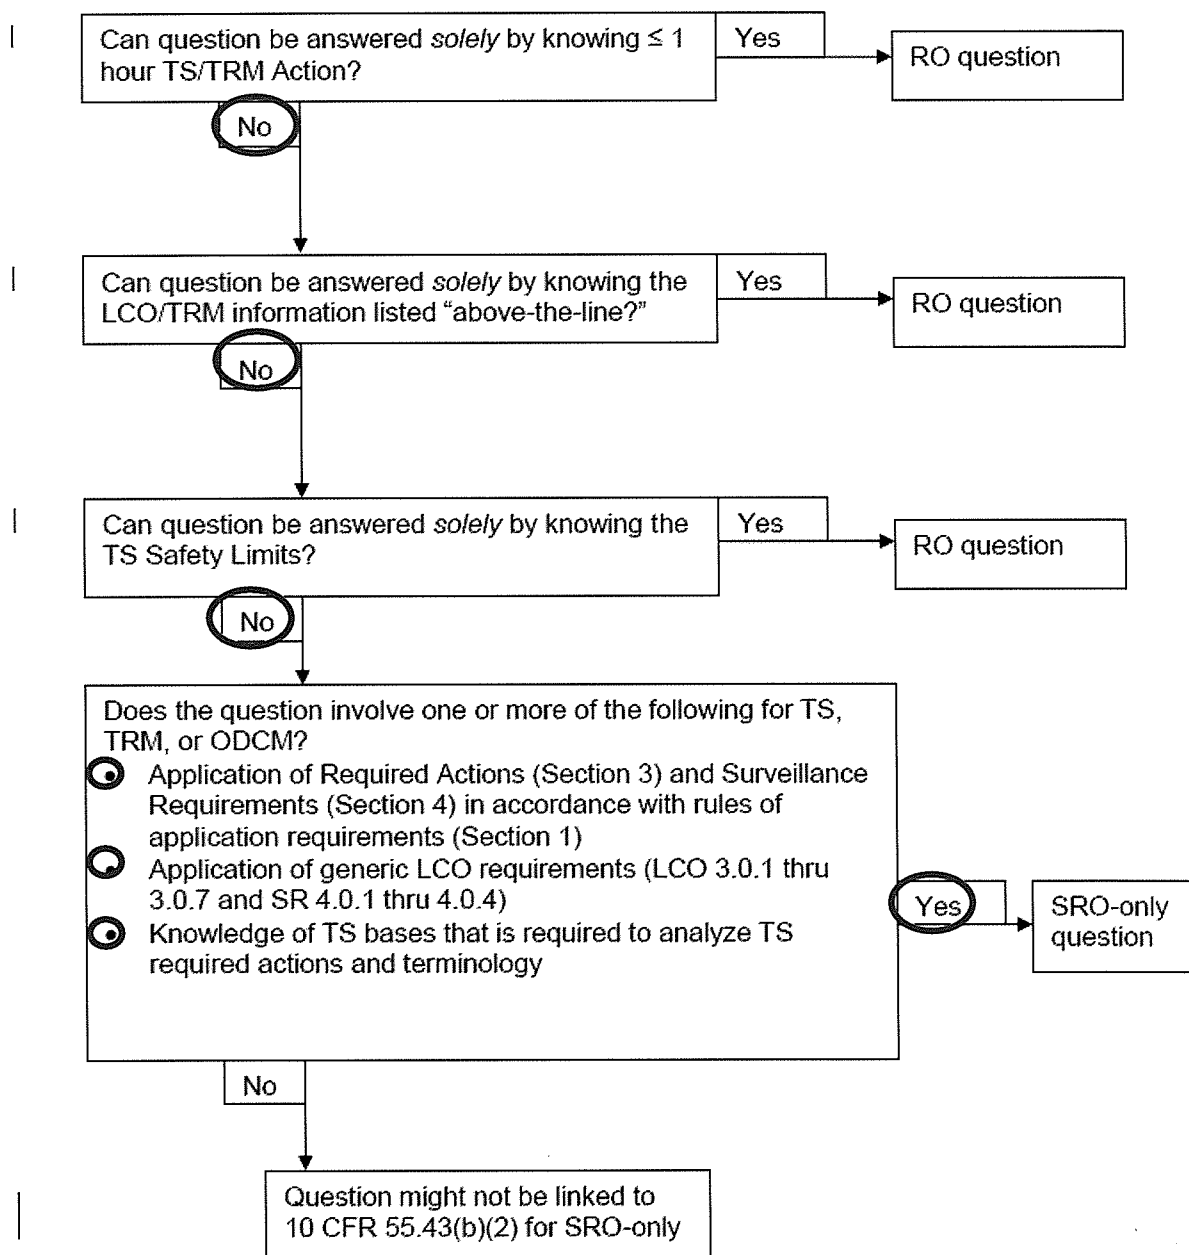 Can question be answered solely by knowing ≤ 1
hour TS/TRM Action?
Yes
RO question
No
Can question be answered solely by knowing the
LCO/TRM information listed "above-the-line?"
Yes
RO question
No
Can question be answered solely by knowing the
TS Safety Limits?
Yes
RO question
No
Does the question involve one or more of the following for TS,
TRM, or ODCM?
• Application of Required Actions (Section 3) and Surveillance
Requirements (Section 4) in accordance with rules of
application requirements (Section 1)
• Application of generic LCO requirements (LCO 3.0.1 thru
3.0.7 and SR 4.0.1 thru 4.0.4)
• Knowledge of TS bases that is required to analyze TS
required actions and terminology
Yes
SRO-only
question
No
Question might not be linked to
10 CFR 55.43(b)(2) for SRO-only